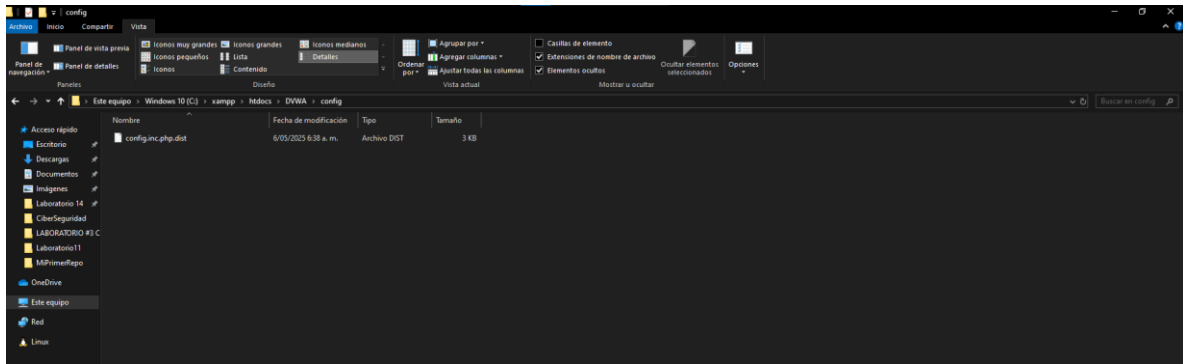 config
Archivo Inicio Compartir Vista
Panel de navegación
Panel de vista previa
Panel de detalles
Paneles
Iconos muy grandes Iconos grandes Iconos medianos
Iconos pequeños Lista Detalles
Iconos Contenido
Diseño
Ordenar por
Agrupar por
Agregar columnas
Ajustar todas las columnas
Vista actual
Casillas de elemento
Extensiones de nombre de archivo
Elementos ocultos
Ocultar elementos seleccionados
Mostrar u ocultar
Opciones
Este equipo > Windows 10 (C:) > xampp > htdocs > DVWA > config
Buscar en config
Nombre Fecha de modificación Tipo Tamaño
config.inc.php.dist 6/05/2025 6:38 a. m. Archivo DIST 3 KB
Acceso rápido
Escritorio
Descargas
Documentos
Imágenes
Laboratorio 14
CiberSeguridad
LABORATORIO #3 C
Laboratorio11
MiPrimerRepo
OneDrive
Este equipo
Red
Linux